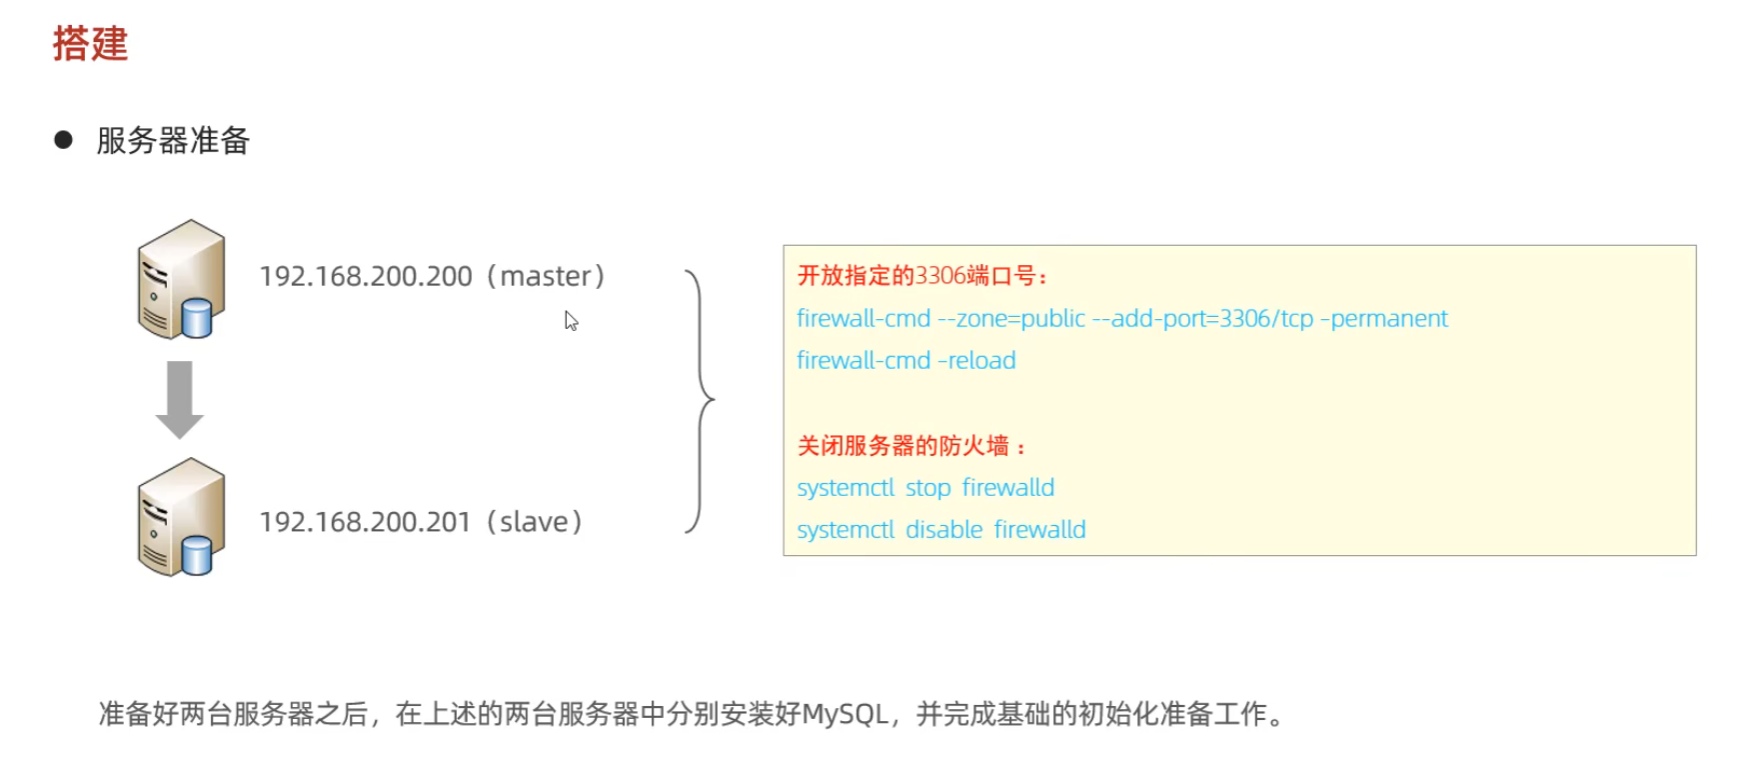 搭建
服务器准备
192.168.200.200（master）
开放指定的3306端口号：
firewall-cmd --zone=public --add-port=3306/tcp –permanent
firewall-cmd –reload
关闭服务器的防火墙：
systemctl stop firewalld
systemctl disable firewalld
192.168.200.201（slave）
准备好两台服务器之后，在上述的两台服务器中分别安装好MySQL，并完成基础的初始化准备工作。